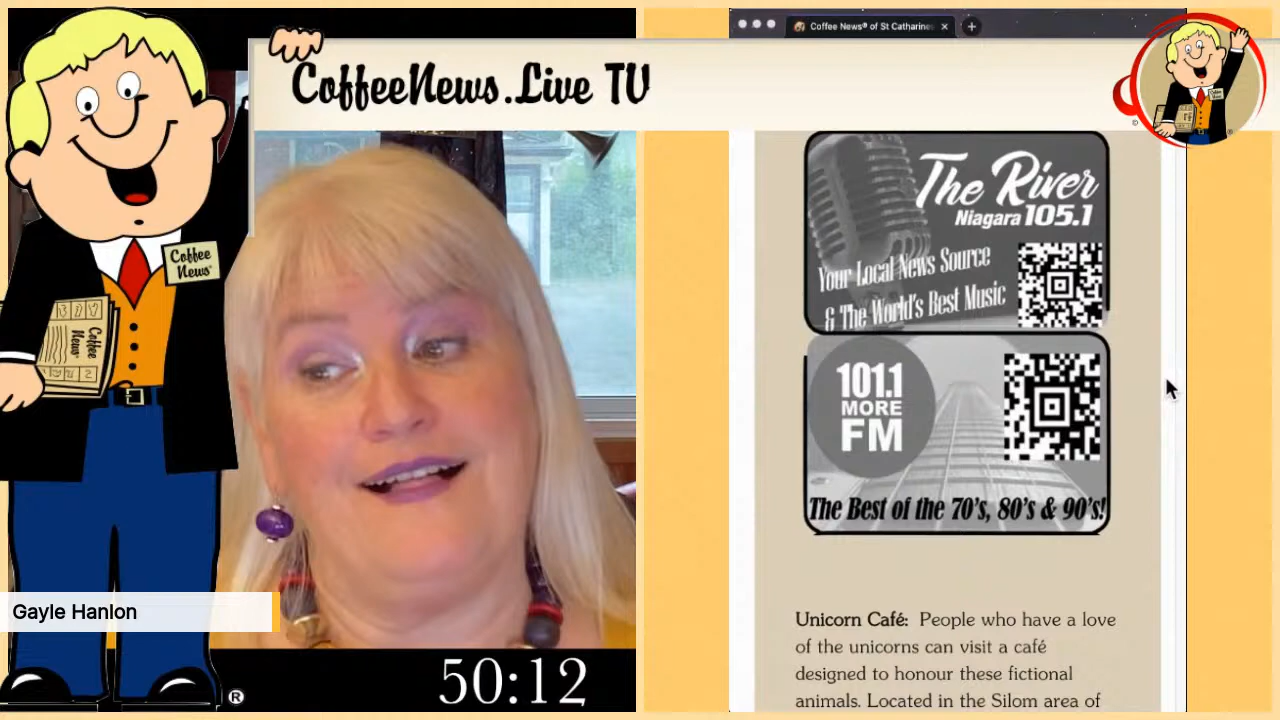 CoffeeNews.Live TV
Coffee
News®
Coffee
News
Gayle Hanlon
50:12
®
Coffee News® of St Catharines
The River
Niagara 105.1
Your Local News Source
& The World's Best Music
101.1
MORE
FM
The Best of the 70's, 80's & 90's!
Unicorn Café: People who have a love
of the unicorns can visit a café
designed to honour these fictional
animals. Located in the Silom area of